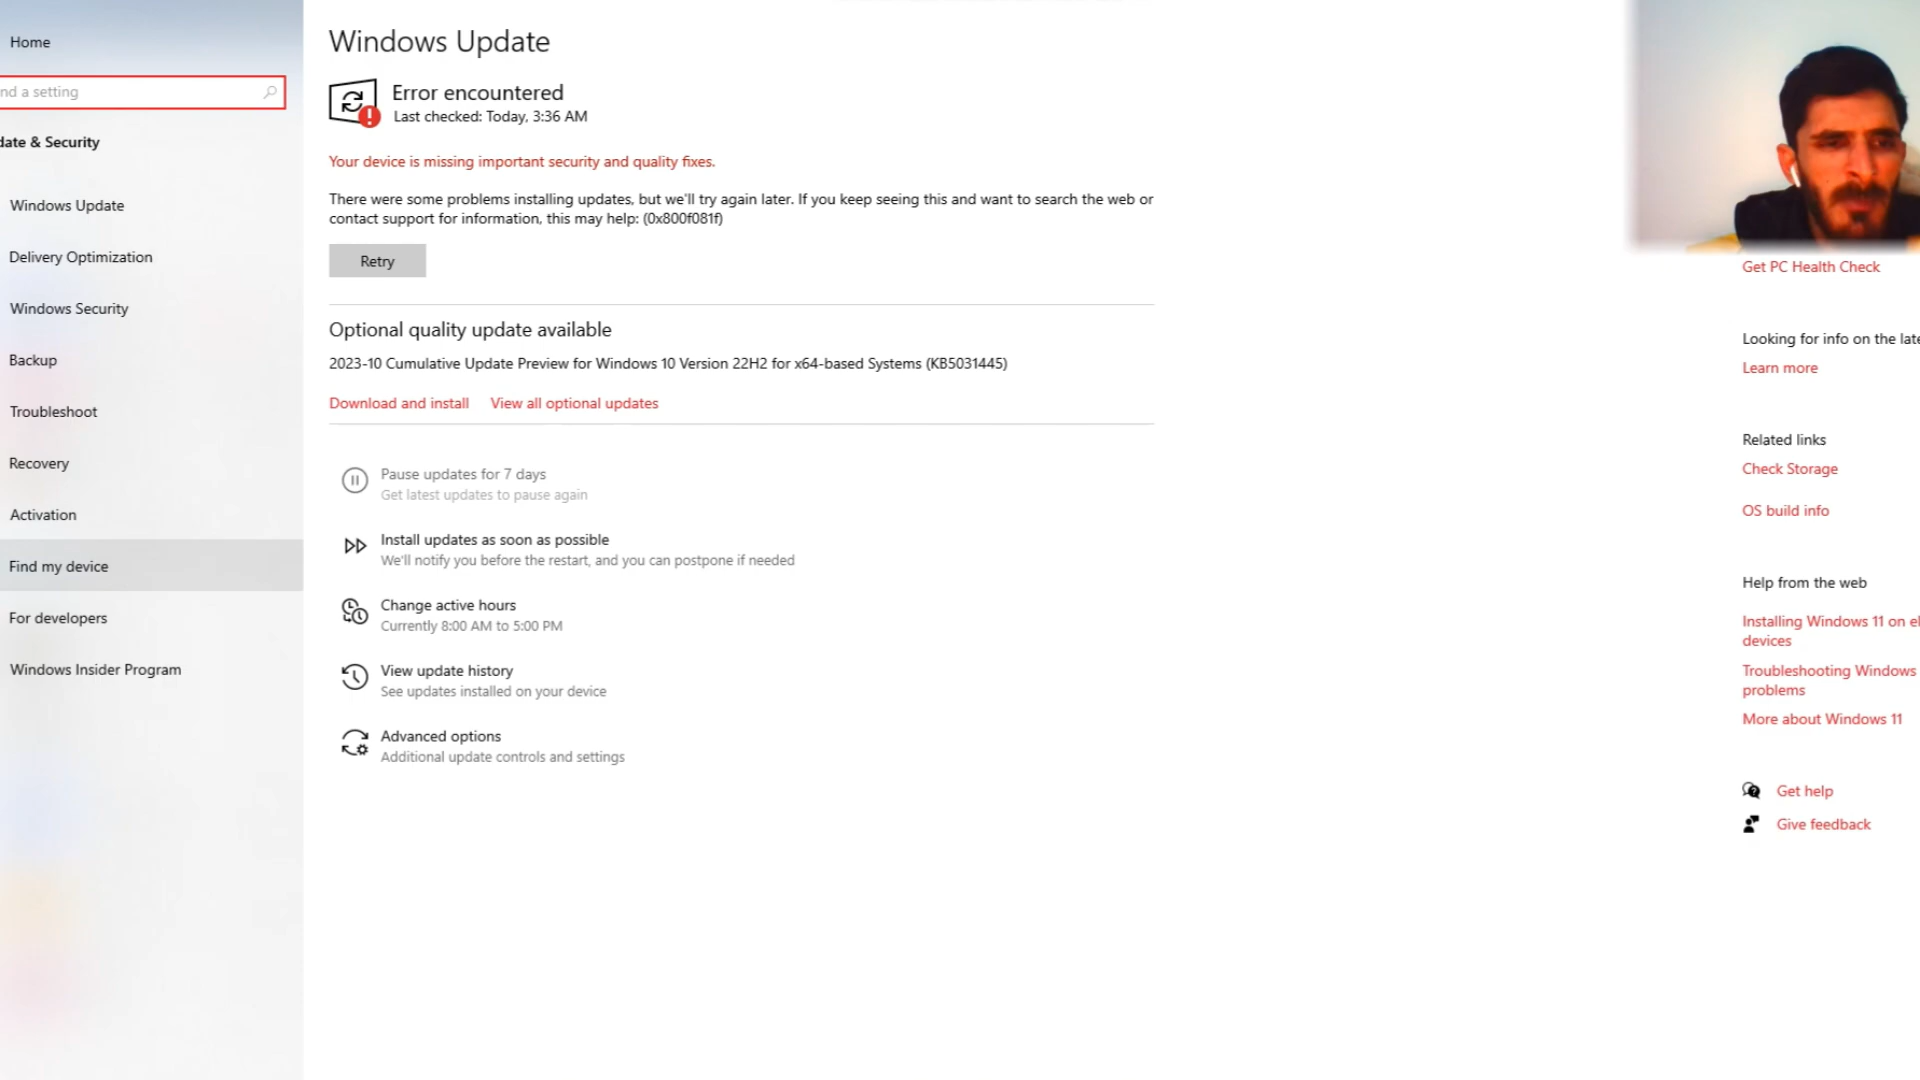 Home
nd a setting
date & Security
Windows Update
Delivery Optimization
Windows Security
Backup
Troubleshoot
Recovery
Activation
Find my device
For developers
Windows Insider Program
Windows Update
Error encountered
Last checked: Today, 3:36 AM
Your device is missing important security and quality fixes.
There were some problems installing updates, but we'll try again later. If you keep seeing this and want to search the web or
contact support for information, this may help: (0x800f081f)
Retry
Optional quality update available
2023-10 Cumulative Update Preview for Windows 10 Version 22H2 for x64-based Systems (KB5031445)
Download and install View all optional updates
Pause updates for 7 days
Get latest updates to pause again
Install updates as soon as possible
We'll notify you before the restart, and you can postpone if needed
Change active hours
Currently 8:00 AM to 5:00 PM
View update history
See updates installed on your device
Advanced options
Additional update controls and settings
Get PC Health Check
Looking for info on the late
Learn more
Related links
Check Storage
OS build info
Help from the web
Installing Windows 11 on el
devices
Troubleshooting Windows
problems
More about Windows 11
Get help
Give feedback